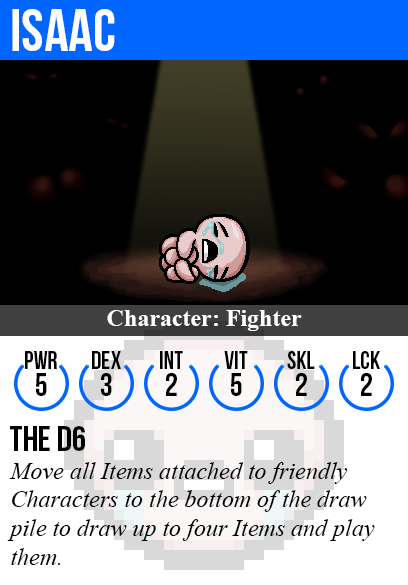 ISAAC
Character: Fighter
PWR DEX INT VIT SKL LCK
5 3 2 5 2 2
THE D6
Move all Items attached to friendly
Characters to the bottom of the draw
pile to draw up to four Items and play
them.